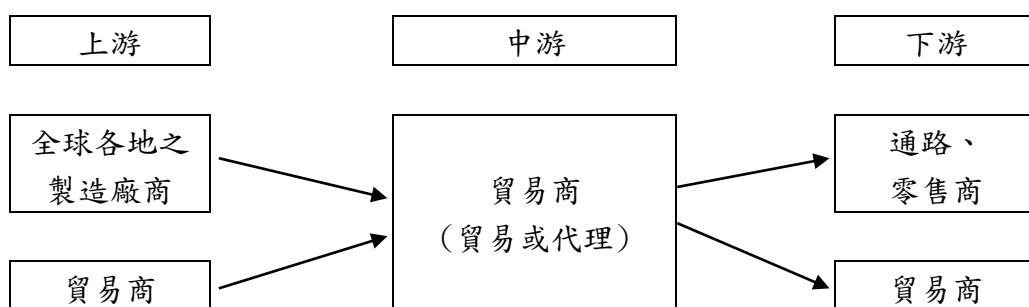 上游
中游
下游
全球各地之
製造廠商
貿易商
貿易商
（貿易或代理）
通路、
零售商
貿易商